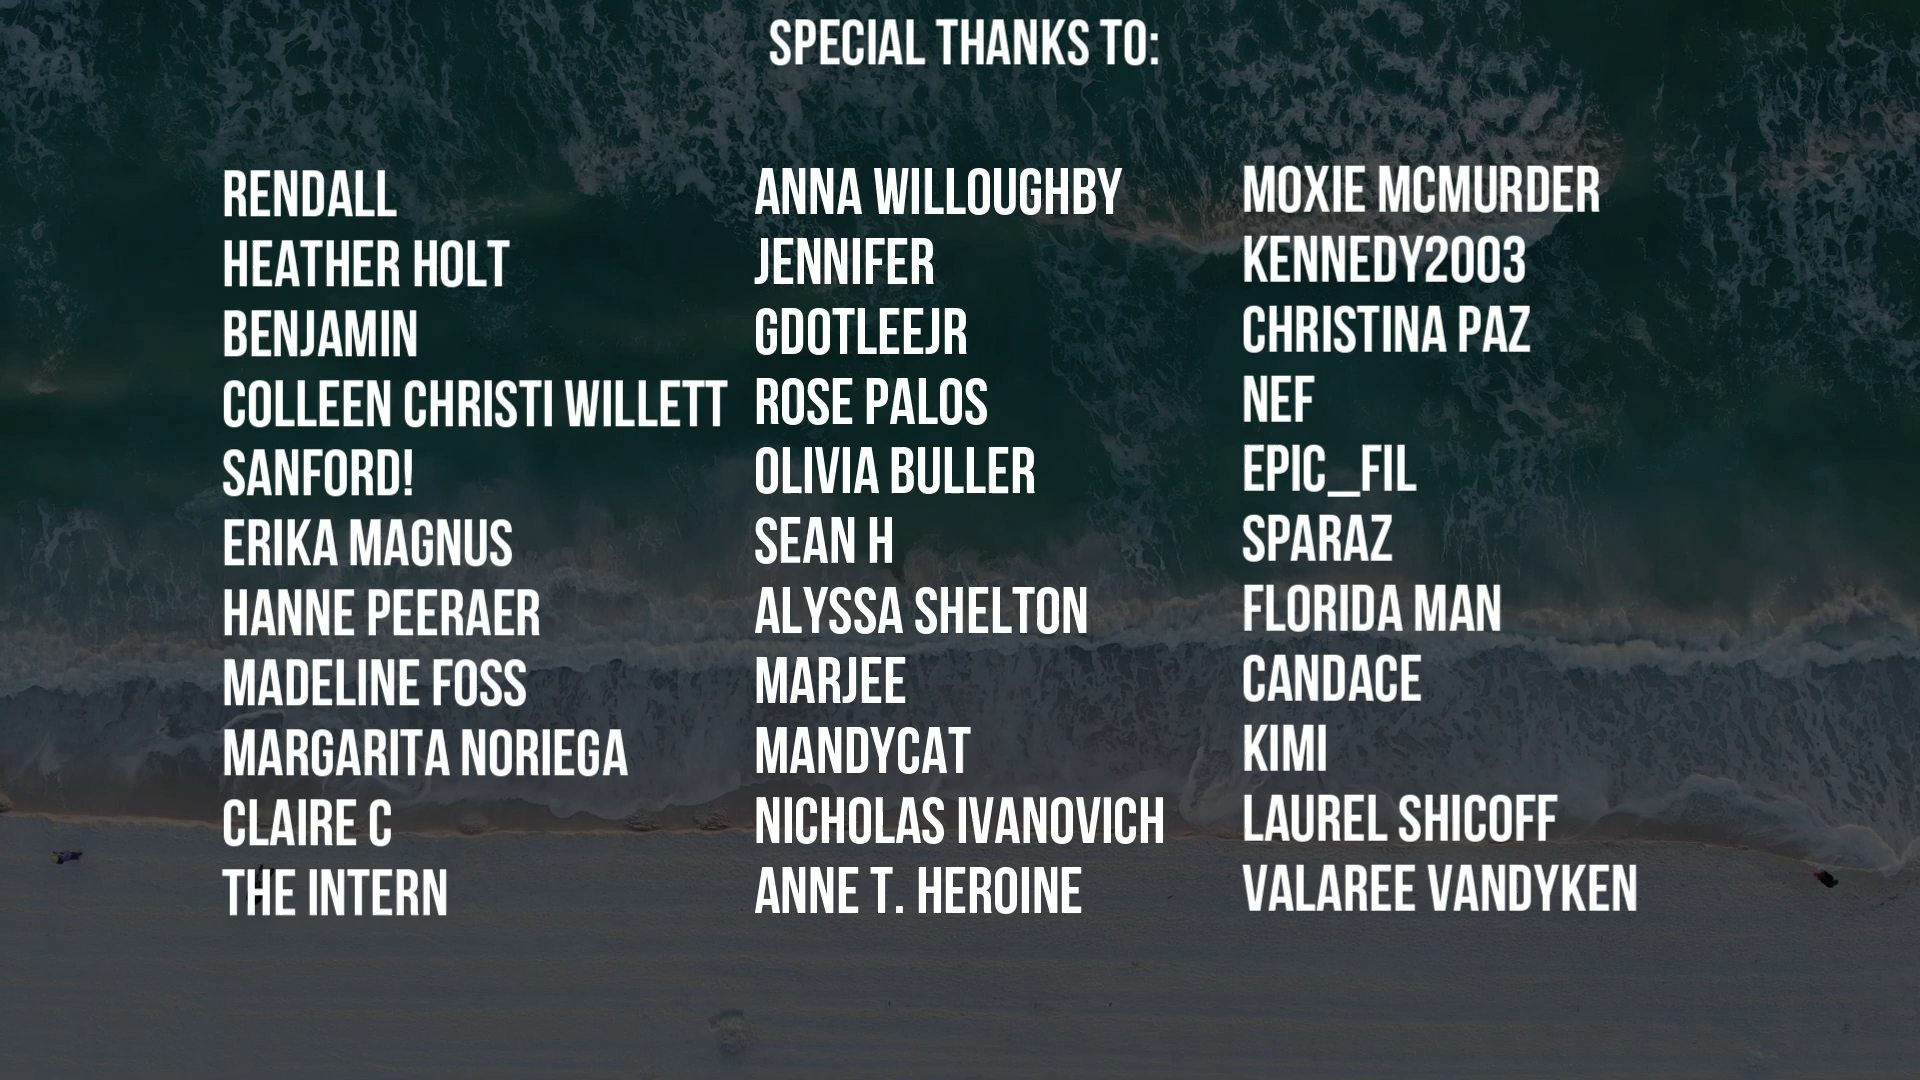 SPECIAL THANKS TO:
RENDALL
HEATHER HOLT
BENJAMIN
COLLEEN CHRISTI WILLETT
SANFORD!
ERIKA MAGNUS
HANNE PEERAER
MADELINE FOSS
MARGARITA NORIEGA
CLAIRE C
THE INTERN
ANNA WILLOUGHBY
JENNIFER
GDOTLEEJR
ROSE PALOS
OLIVIA BULLER
SEAN H
ALYSSA SHELTON
MARJEE
MANDYCAT
NICHOLAS IVANOVICH
ANNE T. HEROINE
MOXIE MCMURDER
KENNEDY2003
CHRISTINA PAZ
NEF
EPIC_FIL
SPARAZ
FLORIDA MAN
CANDACE
KIMI
LAUREL SHICOFF
VALAREE VANDYKEN